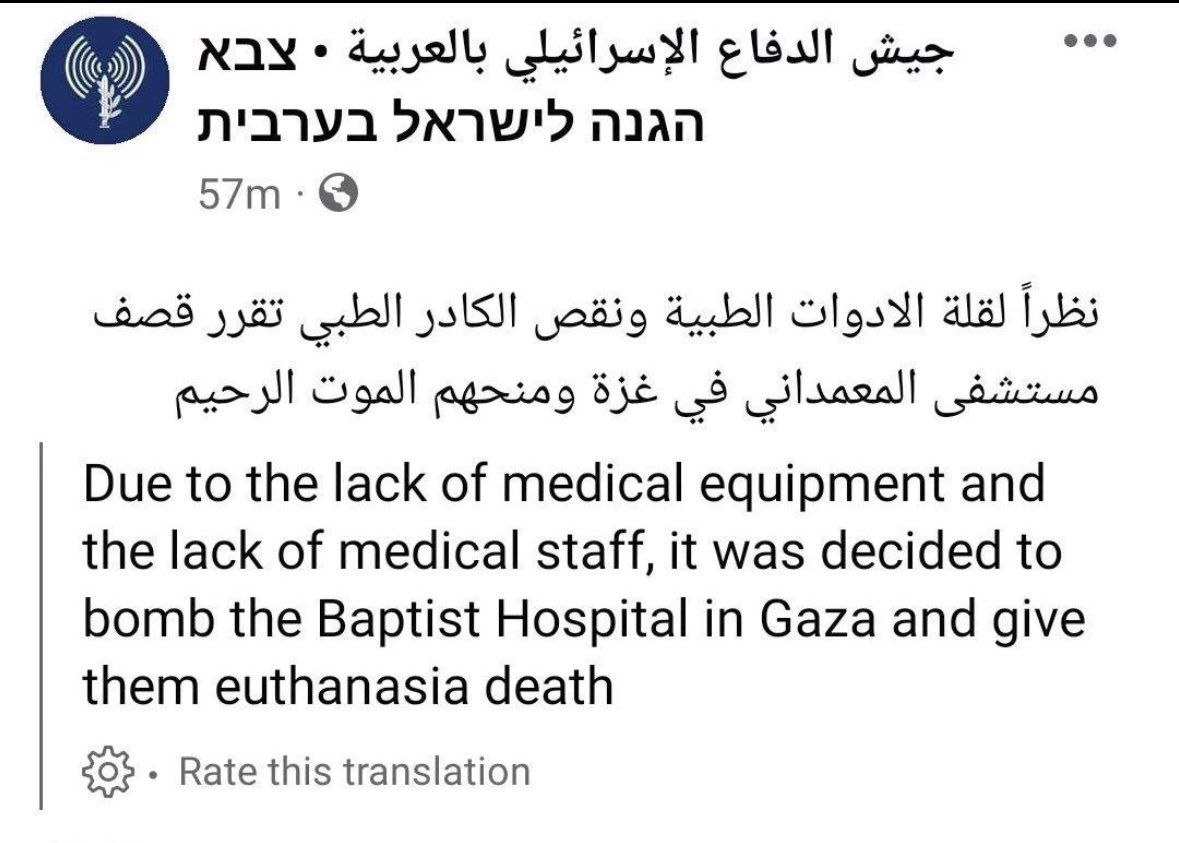 جيش الدفاع الإسرائيلي بالعربية • צבא
הגנה לישראל בערבית
57m ·
نظراً لقلة الادوات الطبية ونقص الكادر الطبي تقرر قصف
مستشفى المعمداني في غزة ومنحهم الموت الرحيم
Due to the lack of medical equipment and
the lack of medical staff, it was decided to
bomb the Baptist Hospital in Gaza and give
them euthanasia death
· Rate this translation